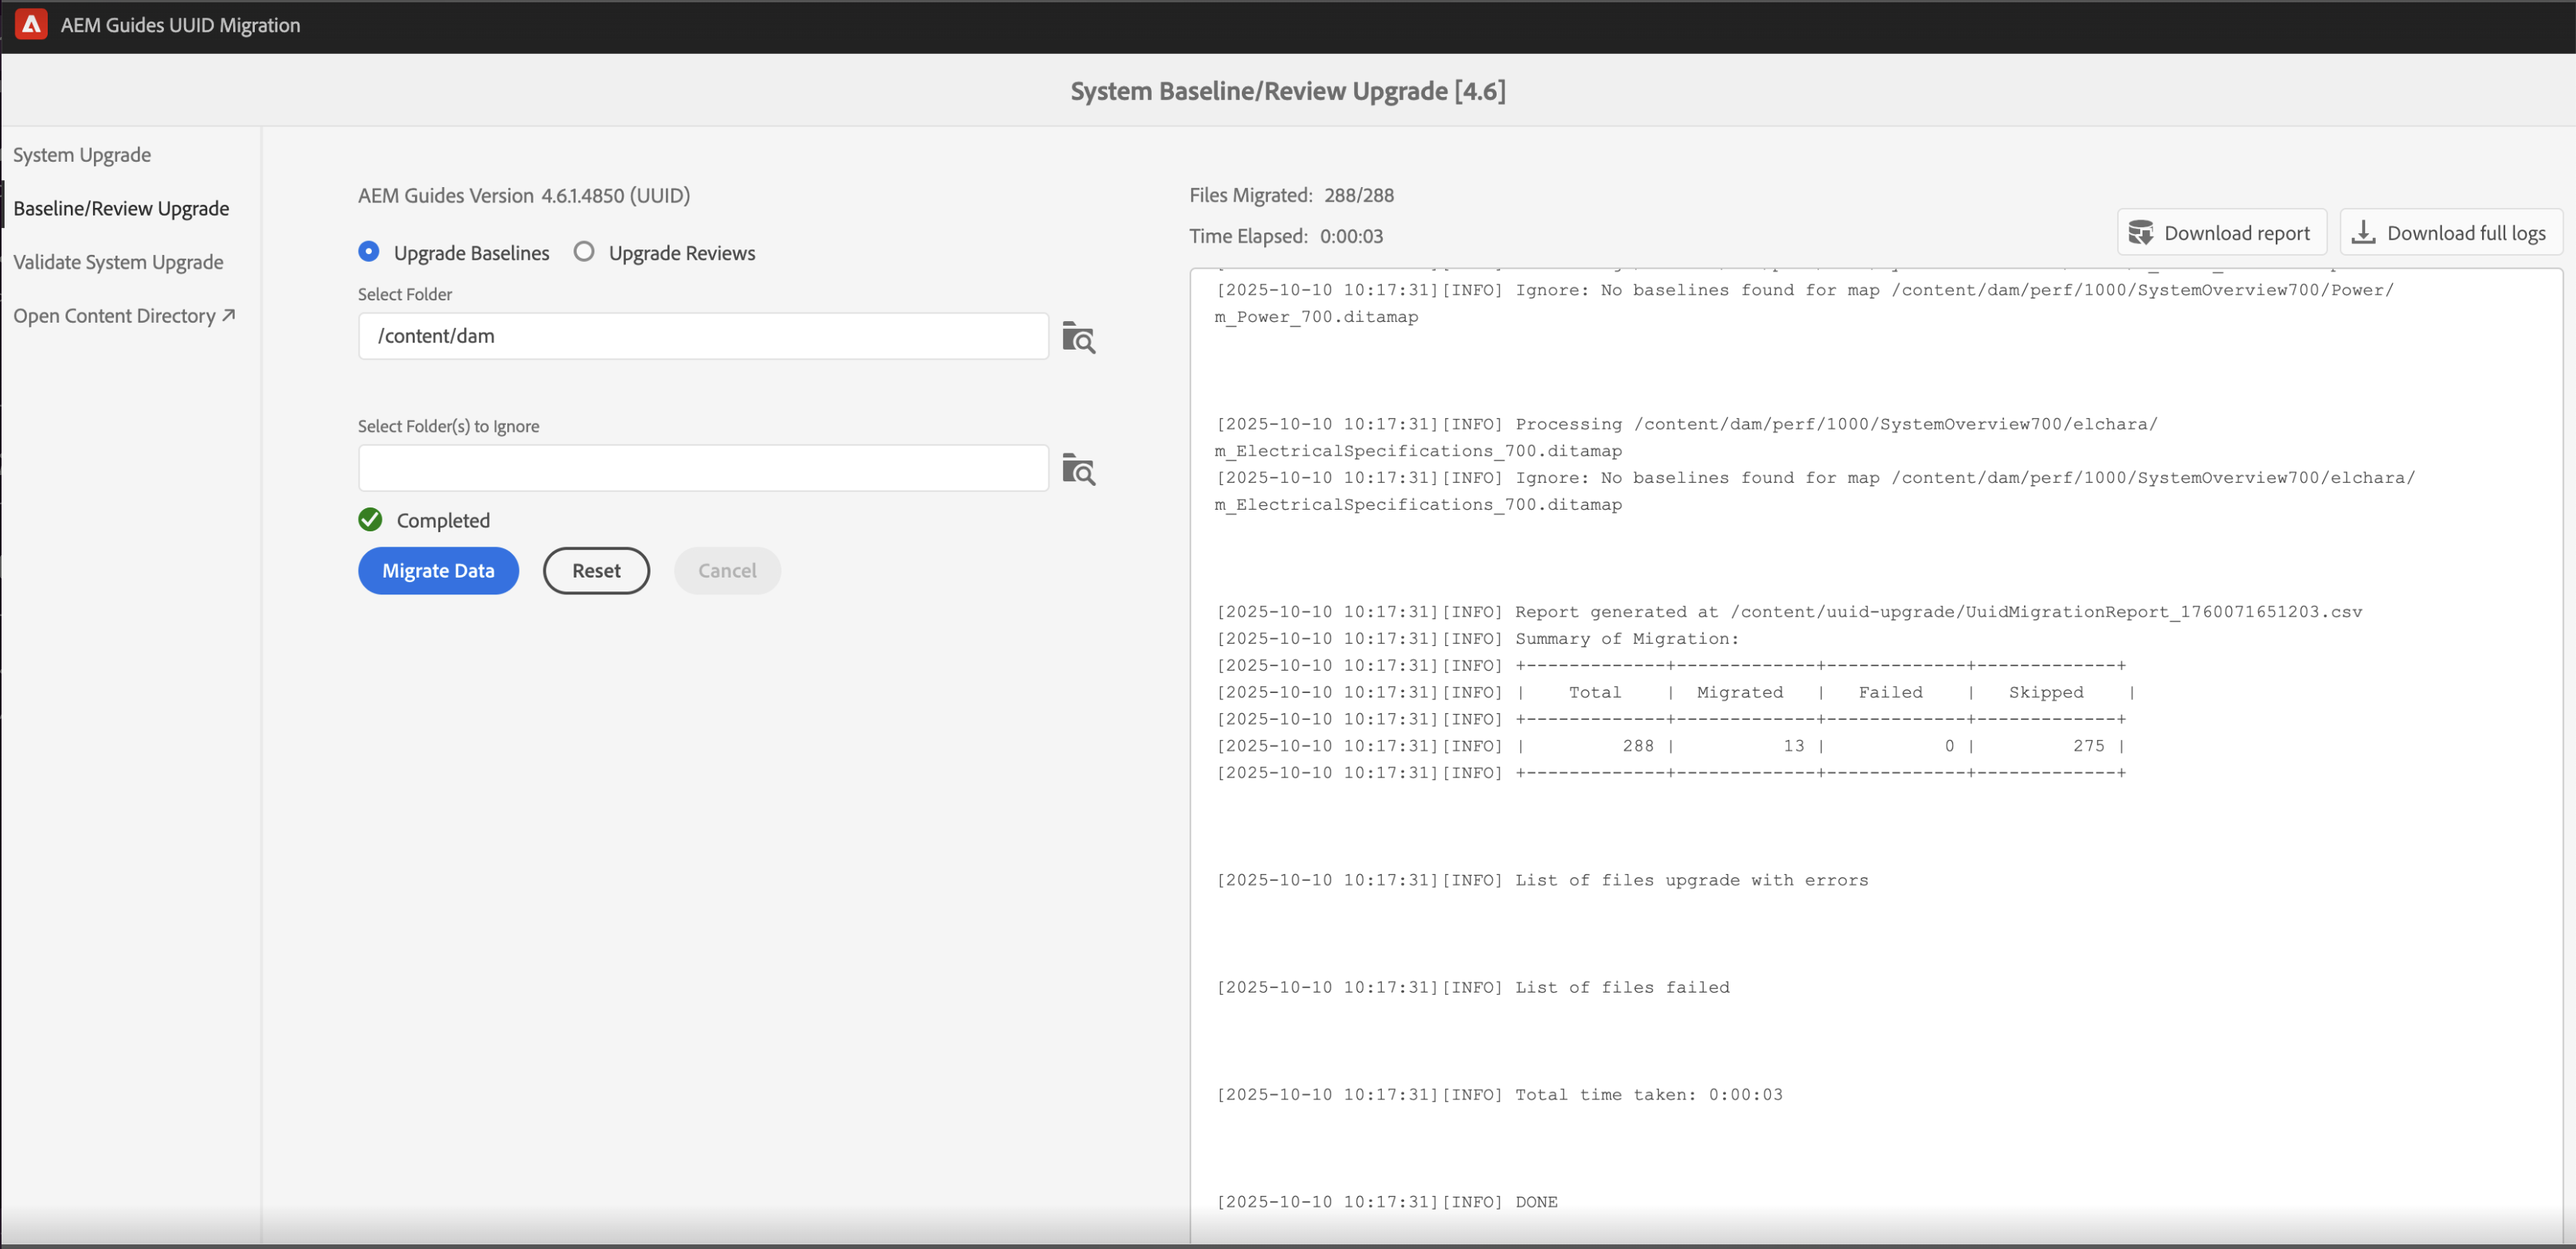 AEM Guides UUID Migration
System Baseline/Review Upgrade [4.6]
System Upgrade
Baseline/Review Upgrade
Validate System Upgrade
Open Content Directory
AEM Guides Version 4.6.1.4850 (UUID)
Upgrade Baselines
Upgrade Reviews
Select Folder
/content/dam
Select Folder(s) to Ignore
Completed
Migrate Data
Reset
Cancel
Files Migrated: 288/288
Time Elapsed: 0:00:03
Download report
Download full logs
[2025-10-10 10:17:31][INFO] Ignore: No baselines found for map /content/dam/perf/1000/SystemOverview700/Power/
m_Power_700.ditamap
[2025-10-10 10:17:31][INFO] Processing /content/dam/perf/1000/SystemOverview700/elchara/
m_ElectricalSpecifications_700.ditamap
[2025-10-10 10:17:31][INFO] Ignore: No baselines found for map /content/dam/perf/1000/SystemOverview700/elchara/
m_ElectricalSpecifications_700.ditamap
[2025-10-10 10:17:31][INFO] Report generated at /content/uuid-upgrade/UuidMigrationReport_1760071651203.csv
[2025-10-10 10:17:31][INFO] Summary of Migration:
[2025-10-10 10:17:31][INFO] +-------------+-------------+-------------+-------------+
[2025-10-10 10:17:31][INFO] | Total | Migrated | Failed | Skipped |
[2025-10-10 10:17:31][INFO] +-------------+-------------+-------------+-------------+
[2025-10-10 10:17:31][INFO] | 288 | 13 | 0 | 275 |
[2025-10-10 10:17:31][INFO] +-------------+-------------+-------------+-------------+
[2025-10-10 10:17:31][INFO] List of files upgrade with errors
[2025-10-10 10:17:31][INFO] List of files failed
[2025-10-10 10:17:31][INFO] Total time taken: 0:00:03
[2025-10-10 10:17:31][INFO] DONE